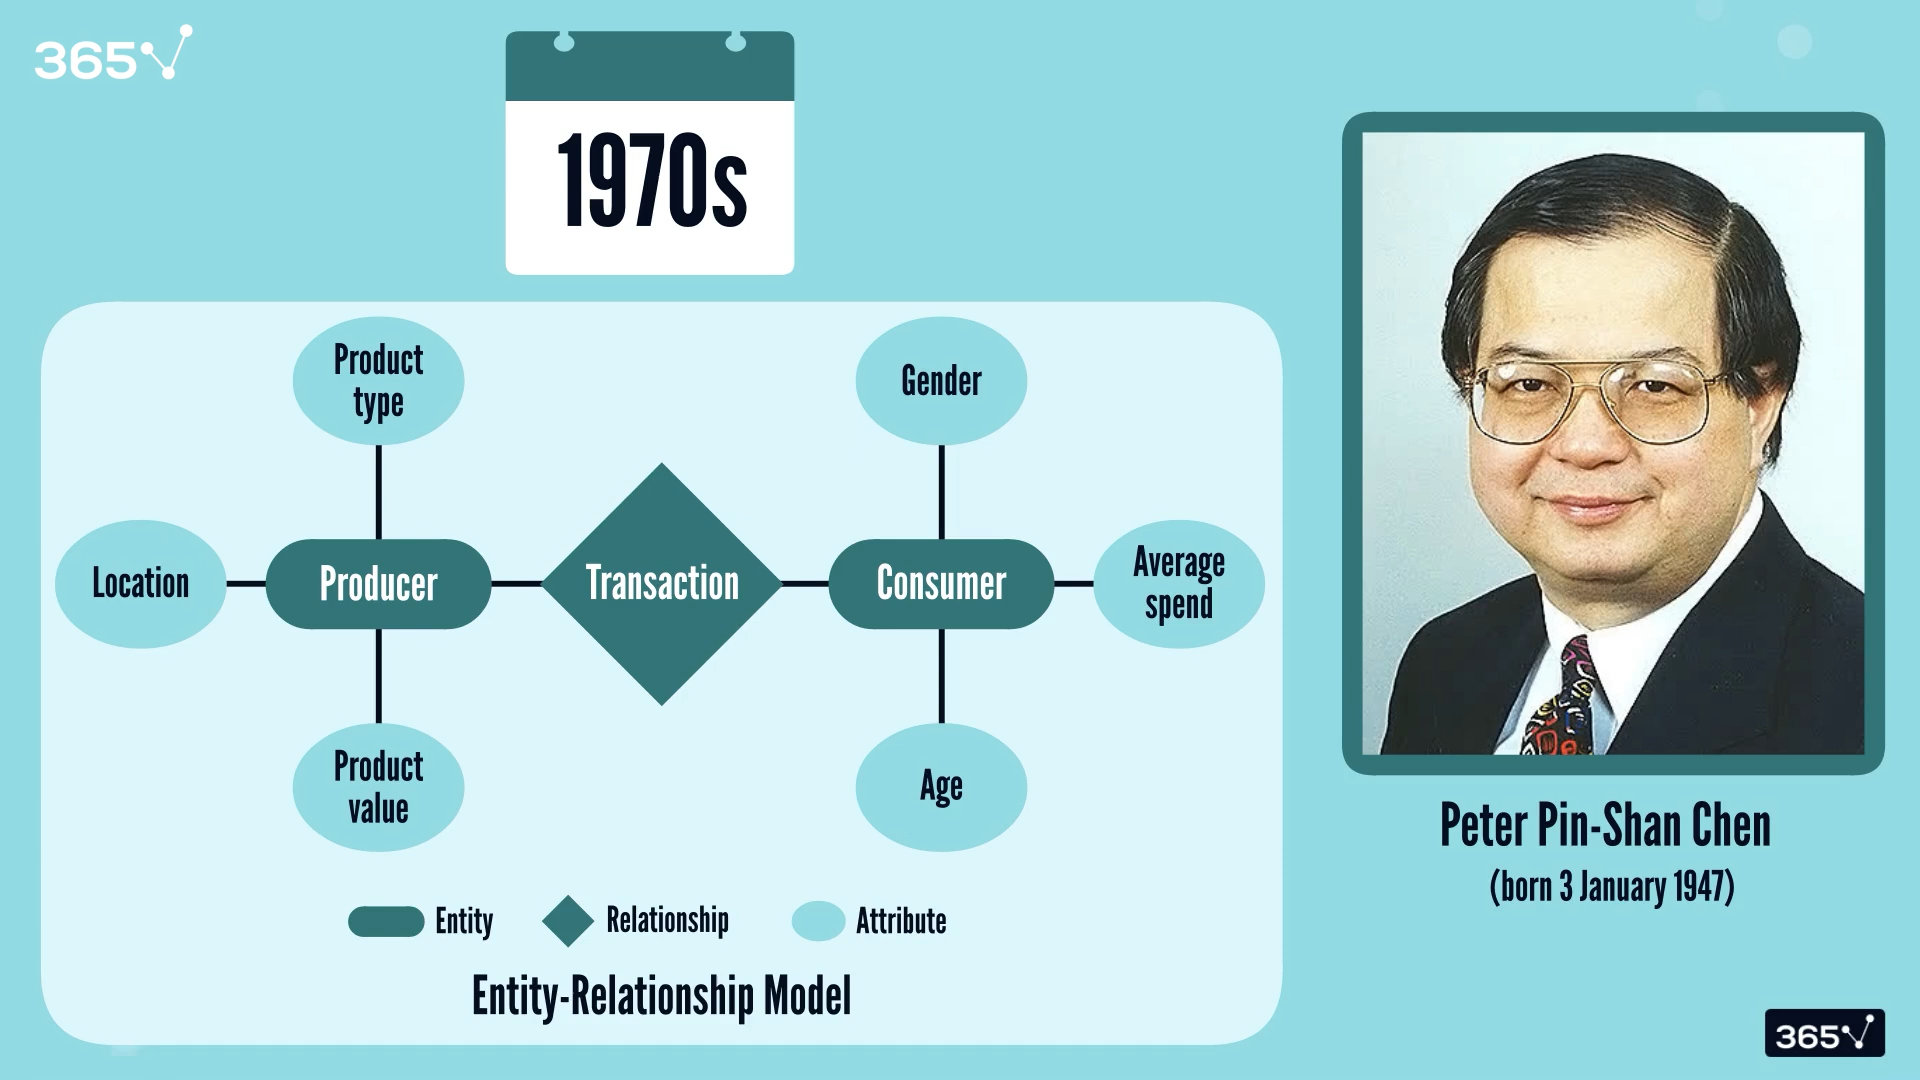 365
1970s
Product
type
Gender
Location
Producer
Transaction
Consumer
Average
spend
Product
value
Age
Entity
Relationship
Attribute
Entity-Relationship Model
Peter Pin-Shan Chen
(born 3 January 1947)
365